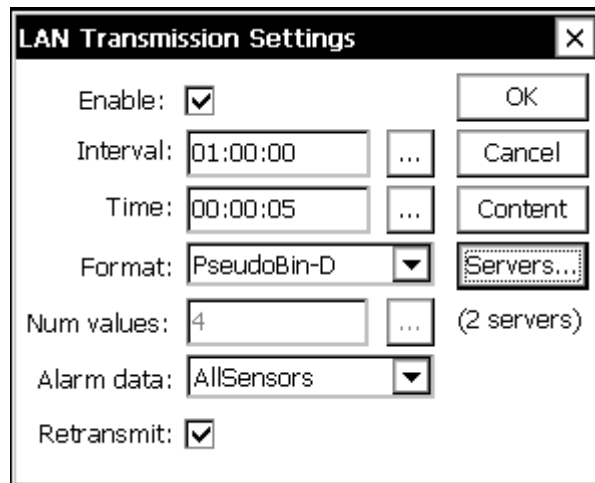 LAN Transmission Settings
Enable: OK
Interval: 01:00:00 ... Cancel
Time: 00:00:05 ... Content
Format: PseudoBin-D Servers...
Num values: 4 ... (2 servers)
Alarm data: AllSensors
Retransmit: